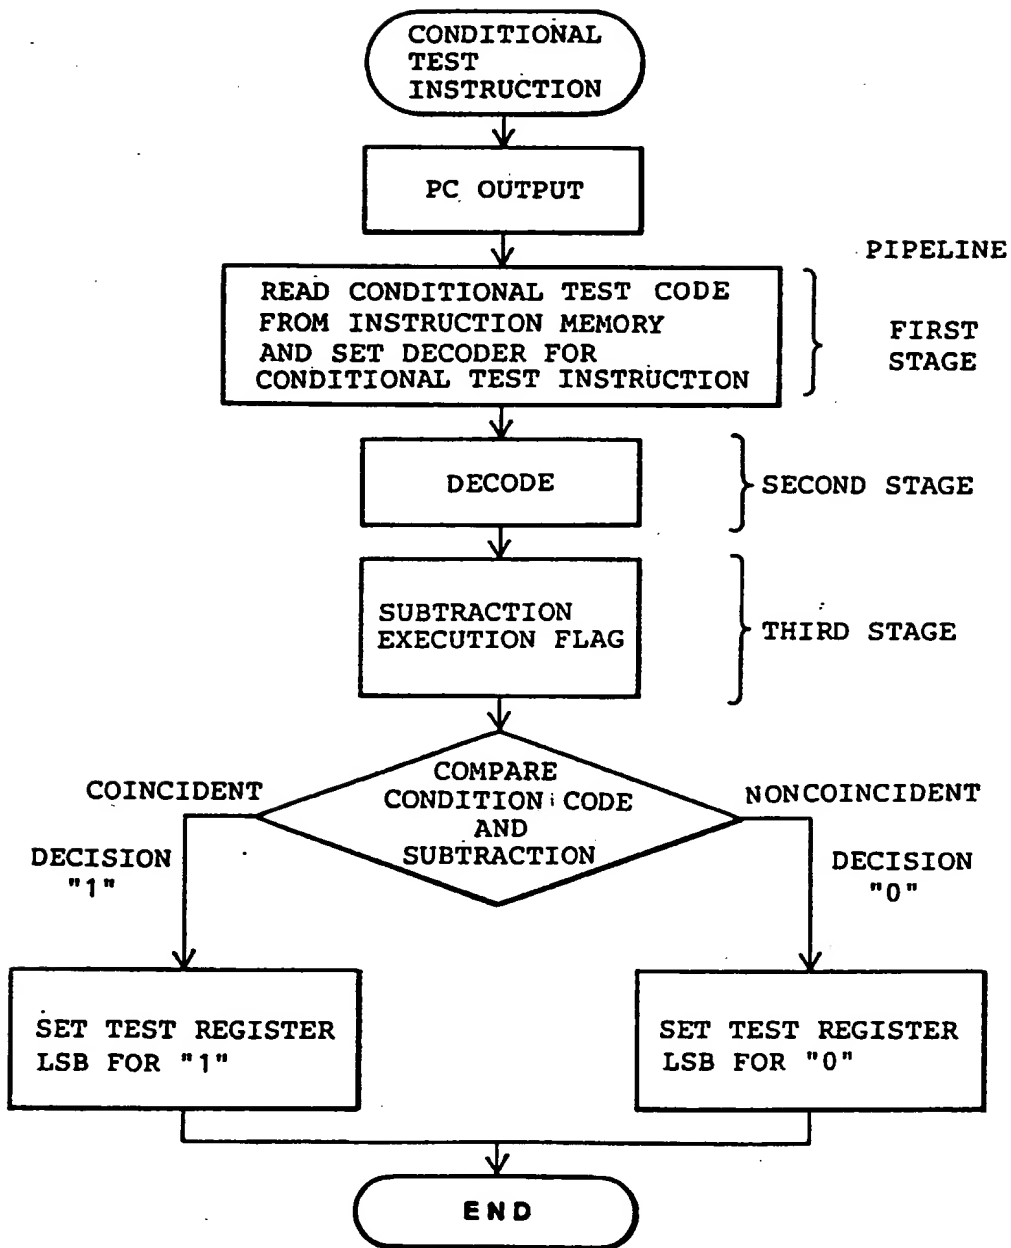 CONDITIONAL
TEST
INSTRUCTION
PC OUTPUT
PIPELINE
READ CONDITIONAL TEST CODE
FROM INSTRUCTION MEMORY
AND SET DECODER FOR
CONDITIONAL TEST INSTRUCTION
FIRST
STAGE
DECODE
SECOND STAGE
SUBTRACTION
EXECUTION FLAG
THIRD STAGE
COMPARE
CONDITION CODE
AND
SUBTRACTION
COINCIDENT
NONCOINCIDENT
DECISION
"1"
DECISION
"0"
SET TEST REGISTER
LSB FOR "1"
SET TEST REGISTER
LSB FOR "0"
END